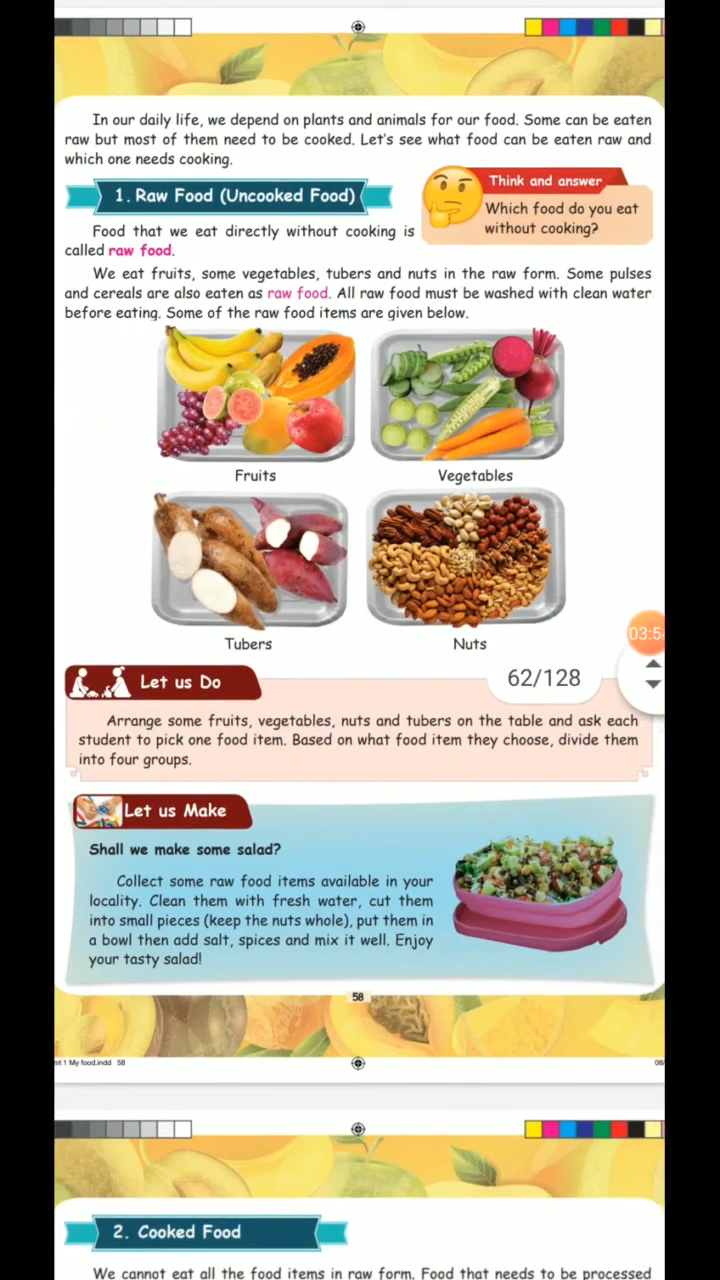 In our daily life, we depend on plants and animals for our food. Some can be eaten
raw but most of them need to be cooked. Let's see what food can be eaten raw and
which one needs cooking.
1. Raw Food (Uncooked Food)
Think and answer
Which food do you eat
without cooking?
Food that we eat directly without cooking is
called raw food.
We eat fruits, some vegetables, tubers and nuts in the raw form. Some pulses
and cereals are also eaten as raw food. All raw food must be washed with clean water
before eating. Some of the raw food items are given below.
Fruits
Vegetables
Tubers
Nuts
03:5
Let us Do
62/128
Arrange some fruits, vegetables, nuts and tubers on the table and ask each
student to pick one food item. Based on what food item they choose, divide them
into four groups.
Let us Make
Shall we make some salad?
Collect some raw food items available in your
locality. Clean them with fresh water, cut them
into small pieces (keep the nuts whole), put them in
a bowl then add salt, spices and mix it well. Enjoy
your tasty salad!
58
1 My food.indd 58
2. Cooked Food
We cannot eat all the food items in raw form. Food that needs to be processed